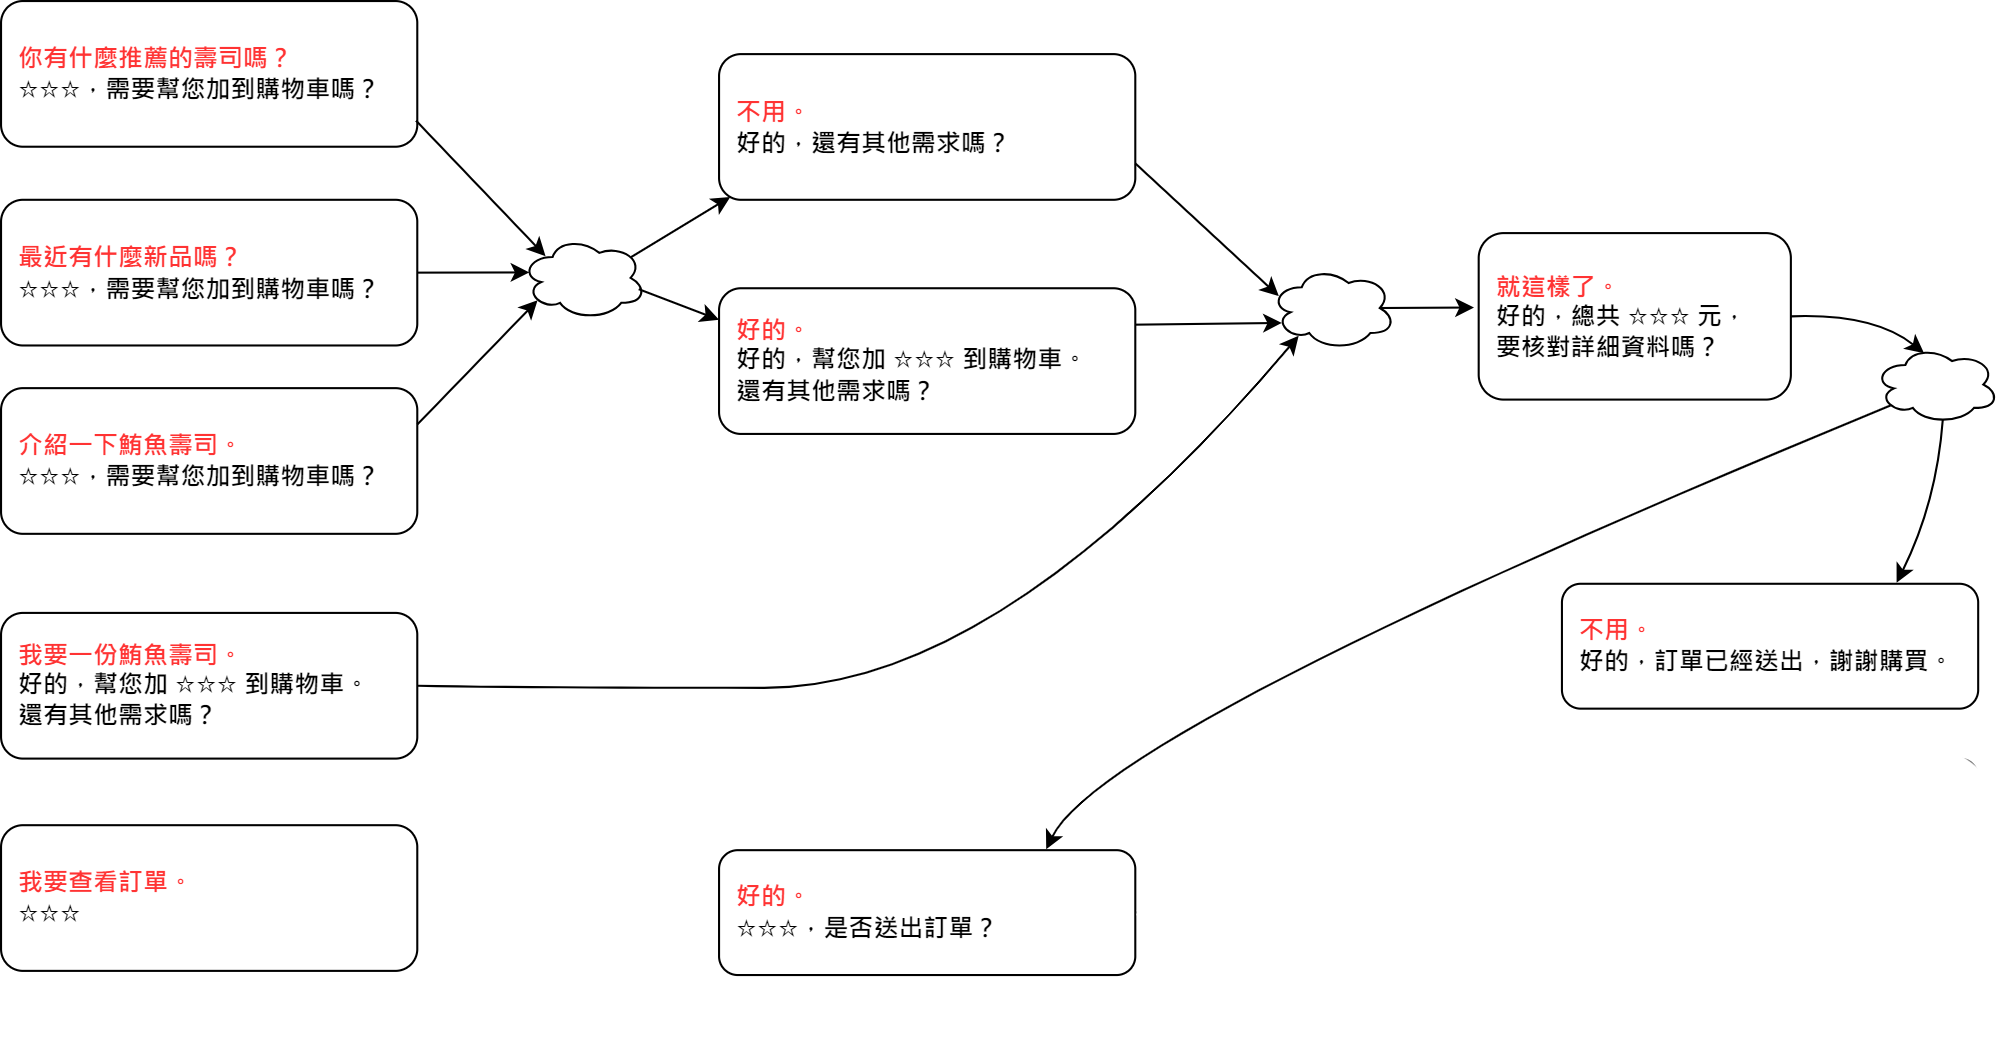 你有什麼推薦的壽司嗎？
☆☆☆，需要幫您加到購物車嗎？
最近有什麼新品嗎？
☆☆☆，需要幫您加到購物車嗎？
介紹一下鮪魚壽司。
☆☆☆，需要幫您加到購物車嗎？
我要一份鮪魚壽司。
好的，幫您加 ☆☆☆ 到購物車。
還有其他需求嗎？
我要查看訂單。
☆☆☆
不用。
好的，還有其他需求嗎？
好的。
好的，幫您加 ☆☆☆ 到購物車。
還有其他需求嗎？
好的。
☆☆☆，是否送出訂單？
就這樣了。
好的，總共 ☆☆☆ 元，
要核對詳細資料嗎？
不用。
好的，訂單已經送出，謝謝購買。